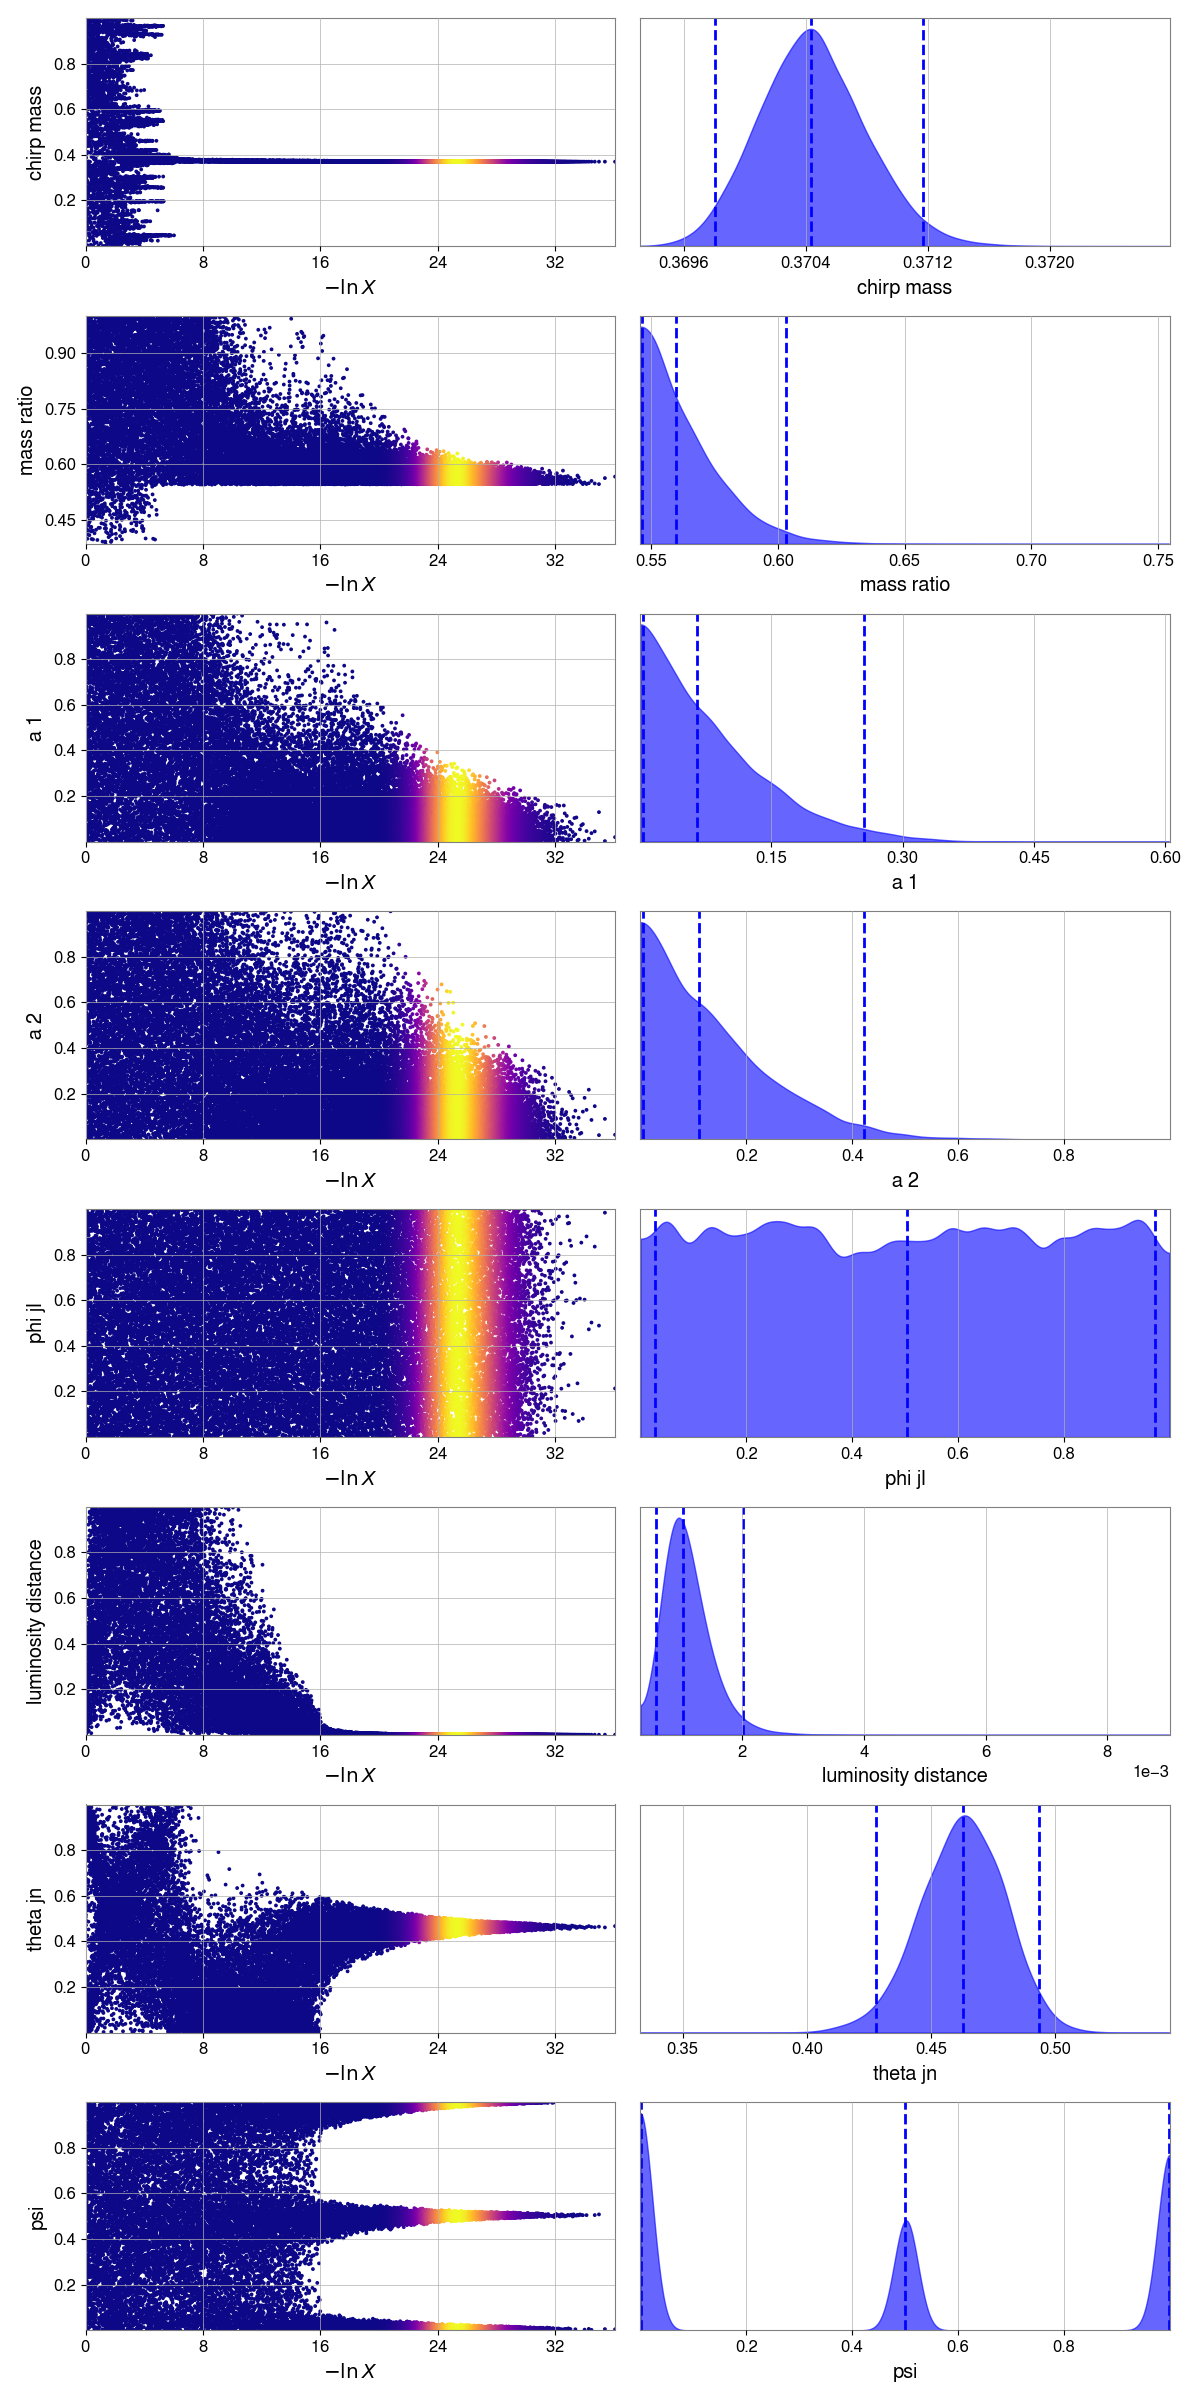 0.8
0.6
0.4
0.2
chirp mass
0 8 16 24 32
−ln X
0.3696 0.3704 0.3712 0.3720
chirp mass
0.90
0.75
0.60
0.45
mass ratio
0 8 16 24 32
−ln X
0.55 0.60 0.65 0.70 0.75
mass ratio
0.8
0.6
0.4
0.2
a 1
0 8 16 24 32
−ln X
0.15 0.30 0.45 0.60
a 1
0.8
0.6
0.4
0.2
a 2
0 8 16 24 32
−ln X
0.2 0.4 0.6 0.8
a 2
0.8
0.6
0.4
0.2
phi jl
0 8 16 24 32
−ln X
0.2 0.4 0.6 0.8
phi jl
0.8
0.6
0.4
0.2
luminosity distance
0 8 16 24 32
−ln X
2 4 6 8
luminosity distance
1e−3
0.8
0.6
0.4
0.2
theta jn
0 8 16 24 32
−ln X
0.35 0.40 0.45 0.50
theta jn
0.8
0.6
0.4
0.2
psi
0 8 16 24 32
−ln X
0.2 0.4 0.6 0.8
psi